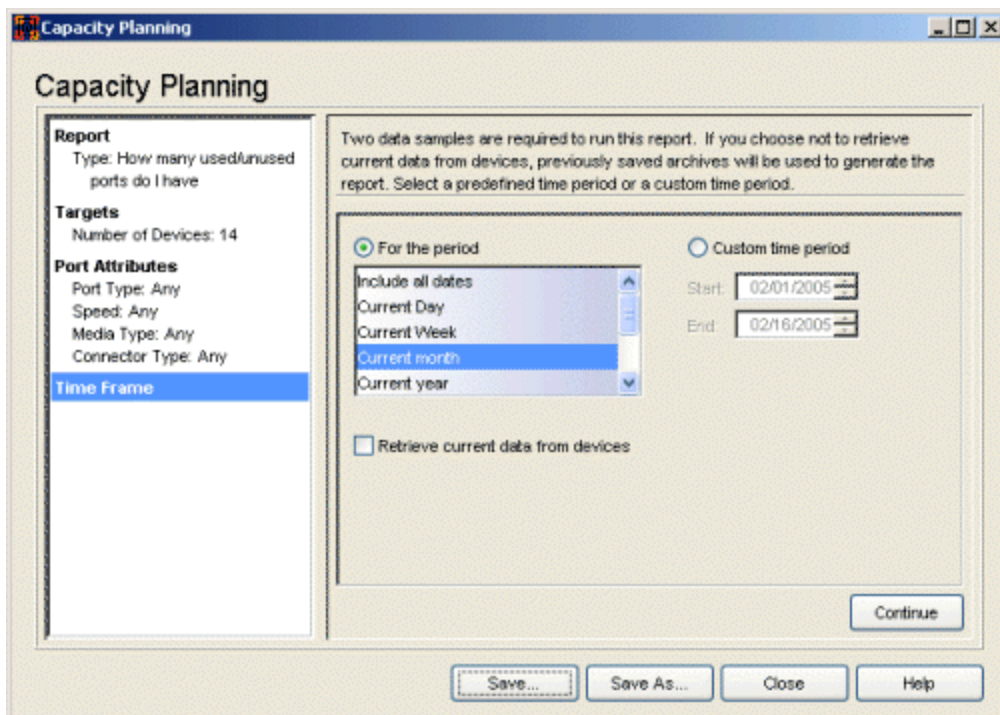 Capacity Planning
Capacity Planning
Report
Type: How many used/unused
ports do I have
Targets
Number of Devices: 14
Port Attributes
Port Type: Any
Speed: Any
Media Type: Any
Connector Type: Any
Time Frame
Two data samples are required to run this report. If you choose not to retrieve
current data from devices, previously saved archives will be used to generate the
report. Select a predefined time period or a custom time period.
For the period
Include all dates
Current Day
Current Week
Current month
Current year
Custom time period
Start: 02/01/2005
End: 02/16/2005
Retrieve current data from devices
Continue
Save...
Save As...
Close
Help